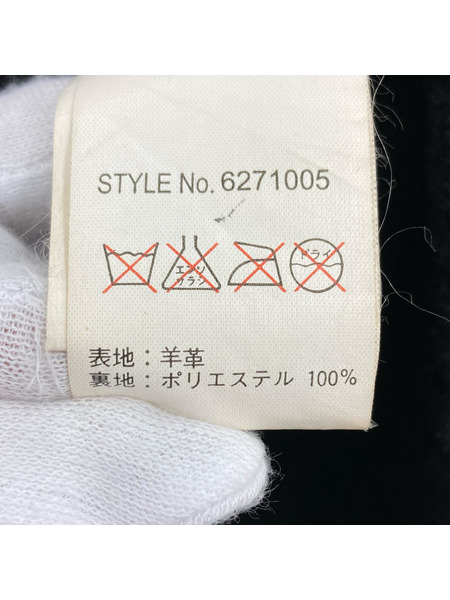 STYLE No. 6271005
エンソ
サラシ
ドライ
表地：羊革
裏地：ポリエステル 100%